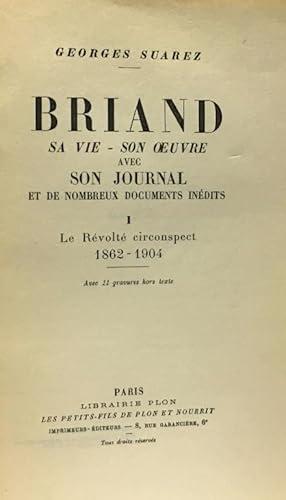 GEORGES SUAREZ
BRIAND
SA VIE - SON ŒUVRE
AVEC
SON JOURNAL
ET DE NOMBREUX DOCUMENTS INÉDITS
I
Le Révolté circonspect
1862-1904
Avec 11 gravures hors texte
PARIS
LIBRAIRIE PLON
LES PETITS-FILS DE PLON ET NOURRIT
IMPRIMEURS-ÉDITEURS — 8, RUE GARANCIÈRE, 6e
Tous droits réservés